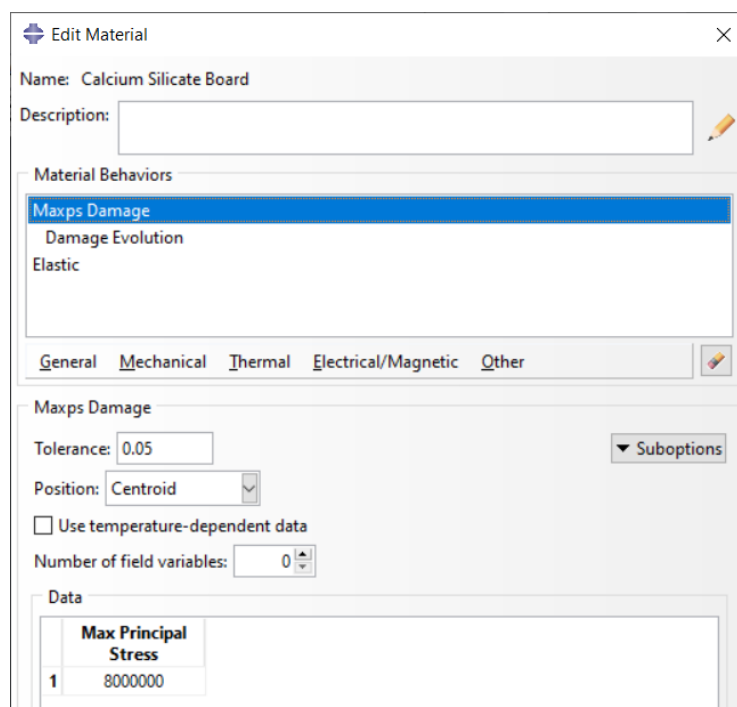 Edit Material
Name: Calcium Silicate Board
Description:
Material Behaviors
Maxps Damage
Damage Evolution
Elastic
General Mechanical Thermal Electrical/Magnetic Other
Maxps Damage
Tolerance: 0.05
Suboptions
Position: Centroid
Use temperature-dependent data
Number of field variables: 0
Data
Max Principal
Stress
1 8000000